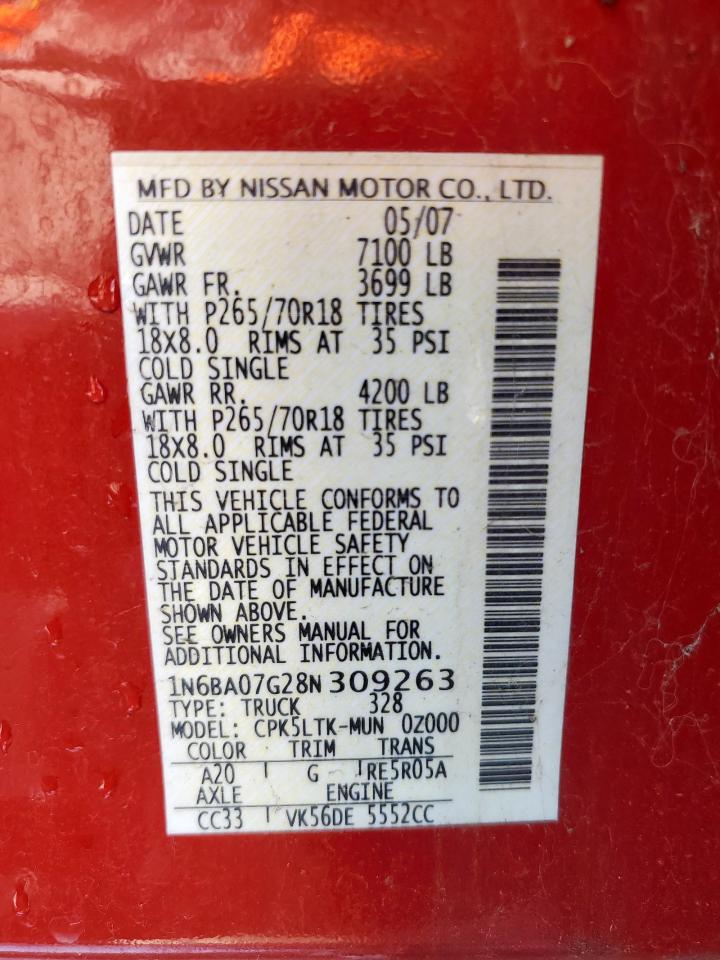 MFD BY NISSAN MOTOR CO., LTD.
DATE 05/07
GVWR 7100 LB
GAWR FR. 3699 LB
WITH P265/70R18 TIRES
18X8.0 RIMS AT 35 PSI
COLD SINGLE
GAWR RR. 4200 LB
WITH P265/70R18 TIRES
18X8.0 RIMS AT 35 PSI
COLD SINGLE
THIS VEHICLE CONFORMS TO
ALL APPLICABLE FEDERAL
MOTOR VEHICLE SAFETY
STANDARDS IN EFFECT ON
THE DATE OF MANUFACTURE
SHOWN ABOVE.
SEE OWNERS MANUAL FOR
ADDITIONAL INFORMATION.
1N6BA07G28N309263
TYPE: TRUCK 328
MODEL: CPK5LTK-MUN 0Z000
COLOR TRIM TRANS
A20 G RE5R05A
AXLE ENGINE
CC33 VK56DE 5552CC